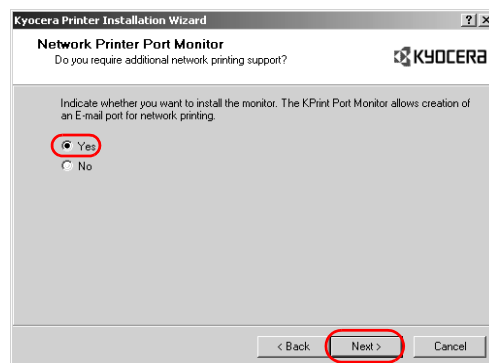 Kyocera Printer Installation Wizard
Network Printer Port Monitor
Do you require additional network printing support?
KYOCERA
Indicate whether you want to install the monitor. The KPrint Port Monitor allows creation of
an E-mail port for network printing.
Yes
No
< Back
Next >
Cancel